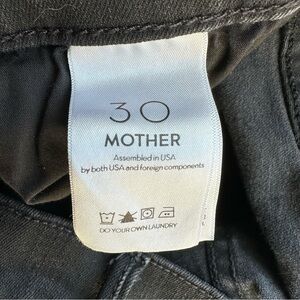 30
MOTHER
Assembled in USA
by both USA and foreign components
DO YOUR OWN LAUNDRY